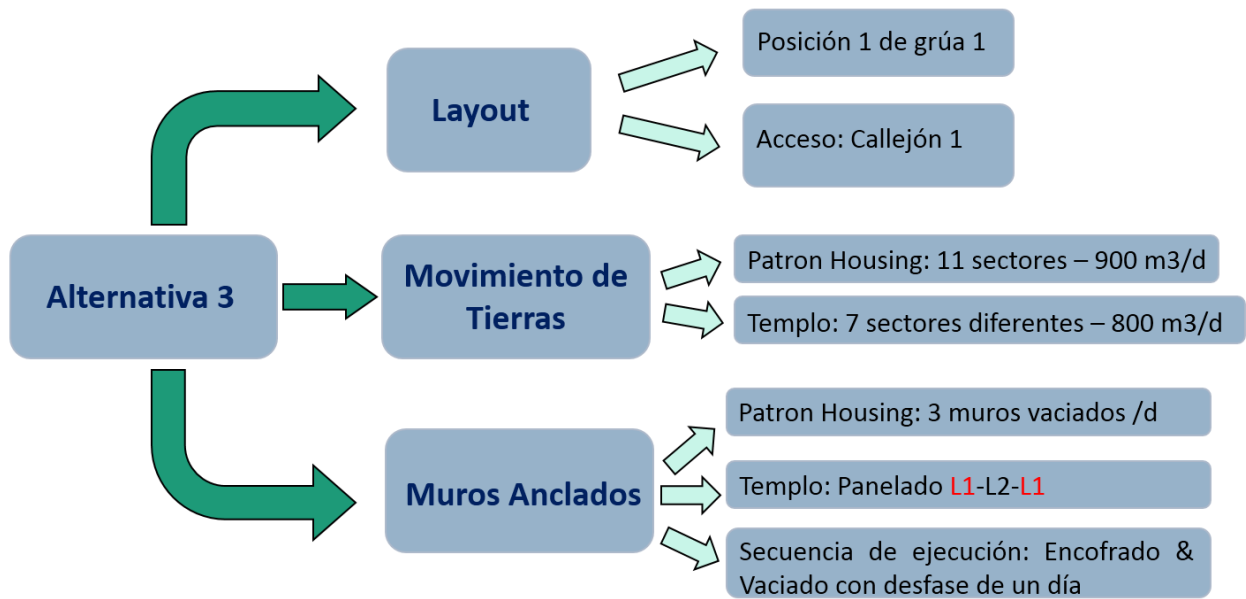 Alternativa 3
Layout
Posición 1 de grúa 1
Acceso: Callejón 1
Movimiento de
Tierras
Patron Housing: 11 sectores – 900 m3/d
Templo: 7 sectores diferentes – 800 m3/d
Muros Anclados
Patron Housing: 3 muros vaciados /d
Templo: Panelado L1-L2-L1
Secuencia de ejecución: Encofrado &
Vaciado con desfase de un día